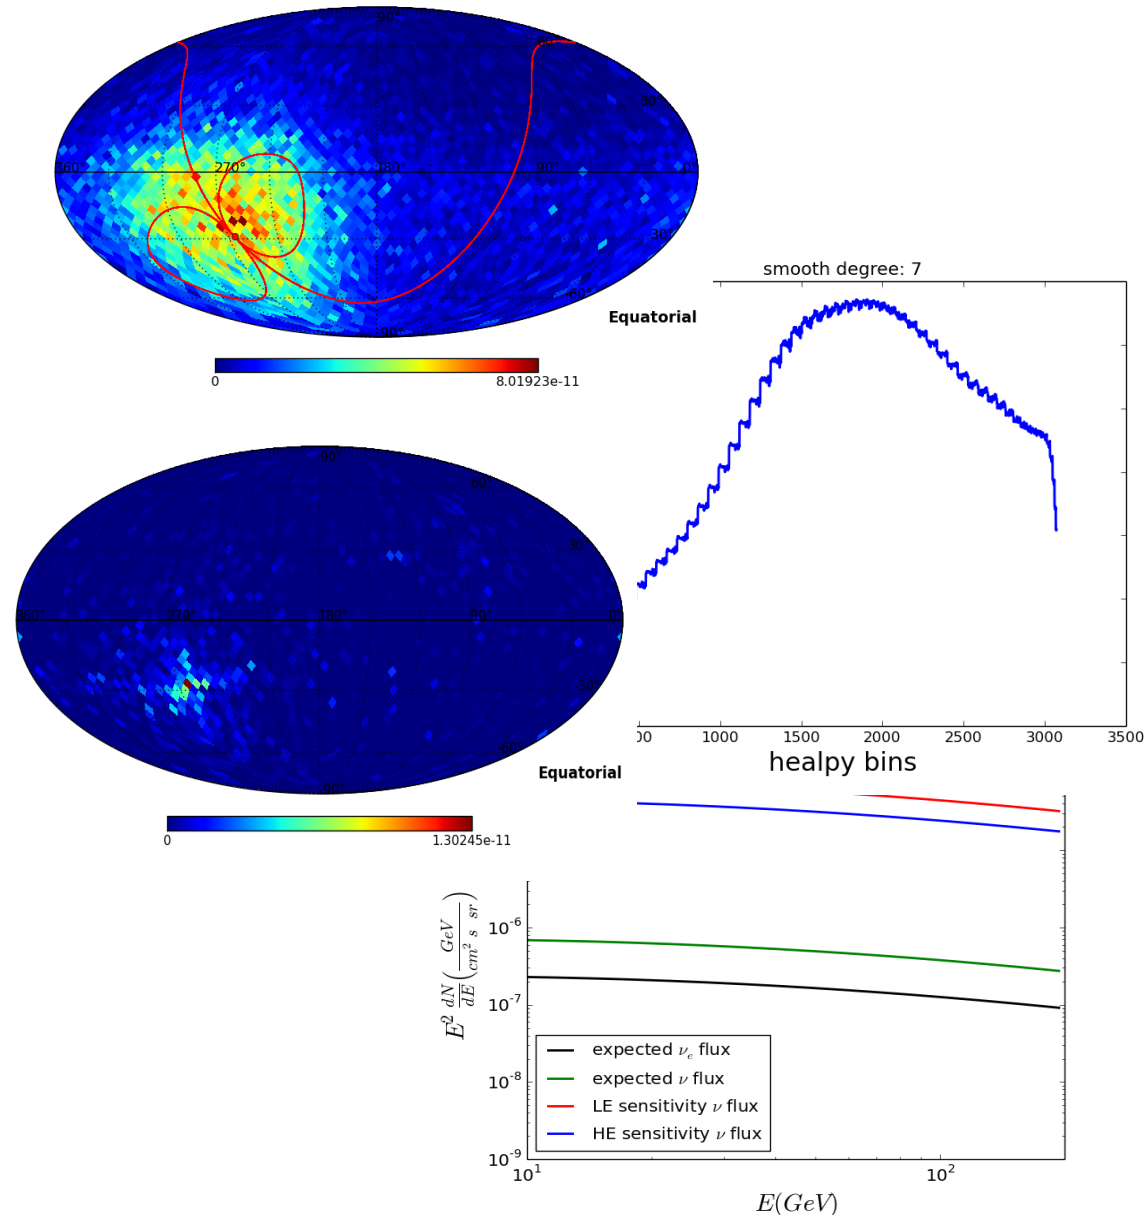 90°
60°
30°
360°
270°
180°
90°
0°
30°
-60°
-90°
Equatorial
0
8.01923e-11
smooth degree: 7
90°
60°
30°
360°
270°
180°
90°
0°
-30°
-60°
-90°
Equatorial
0
1.30245e-11
00 1000 1500 2000 2500 3000 3500
healpy bins
E² dN/dE (GeV / cm² s sr)
10⁻⁶
10⁻⁷
10⁻⁸
10⁻⁹
expected νₑ flux
expected ν flux
LE sensitivity ν flux
HE sensitivity ν flux
10¹ 10²
E(GeV)